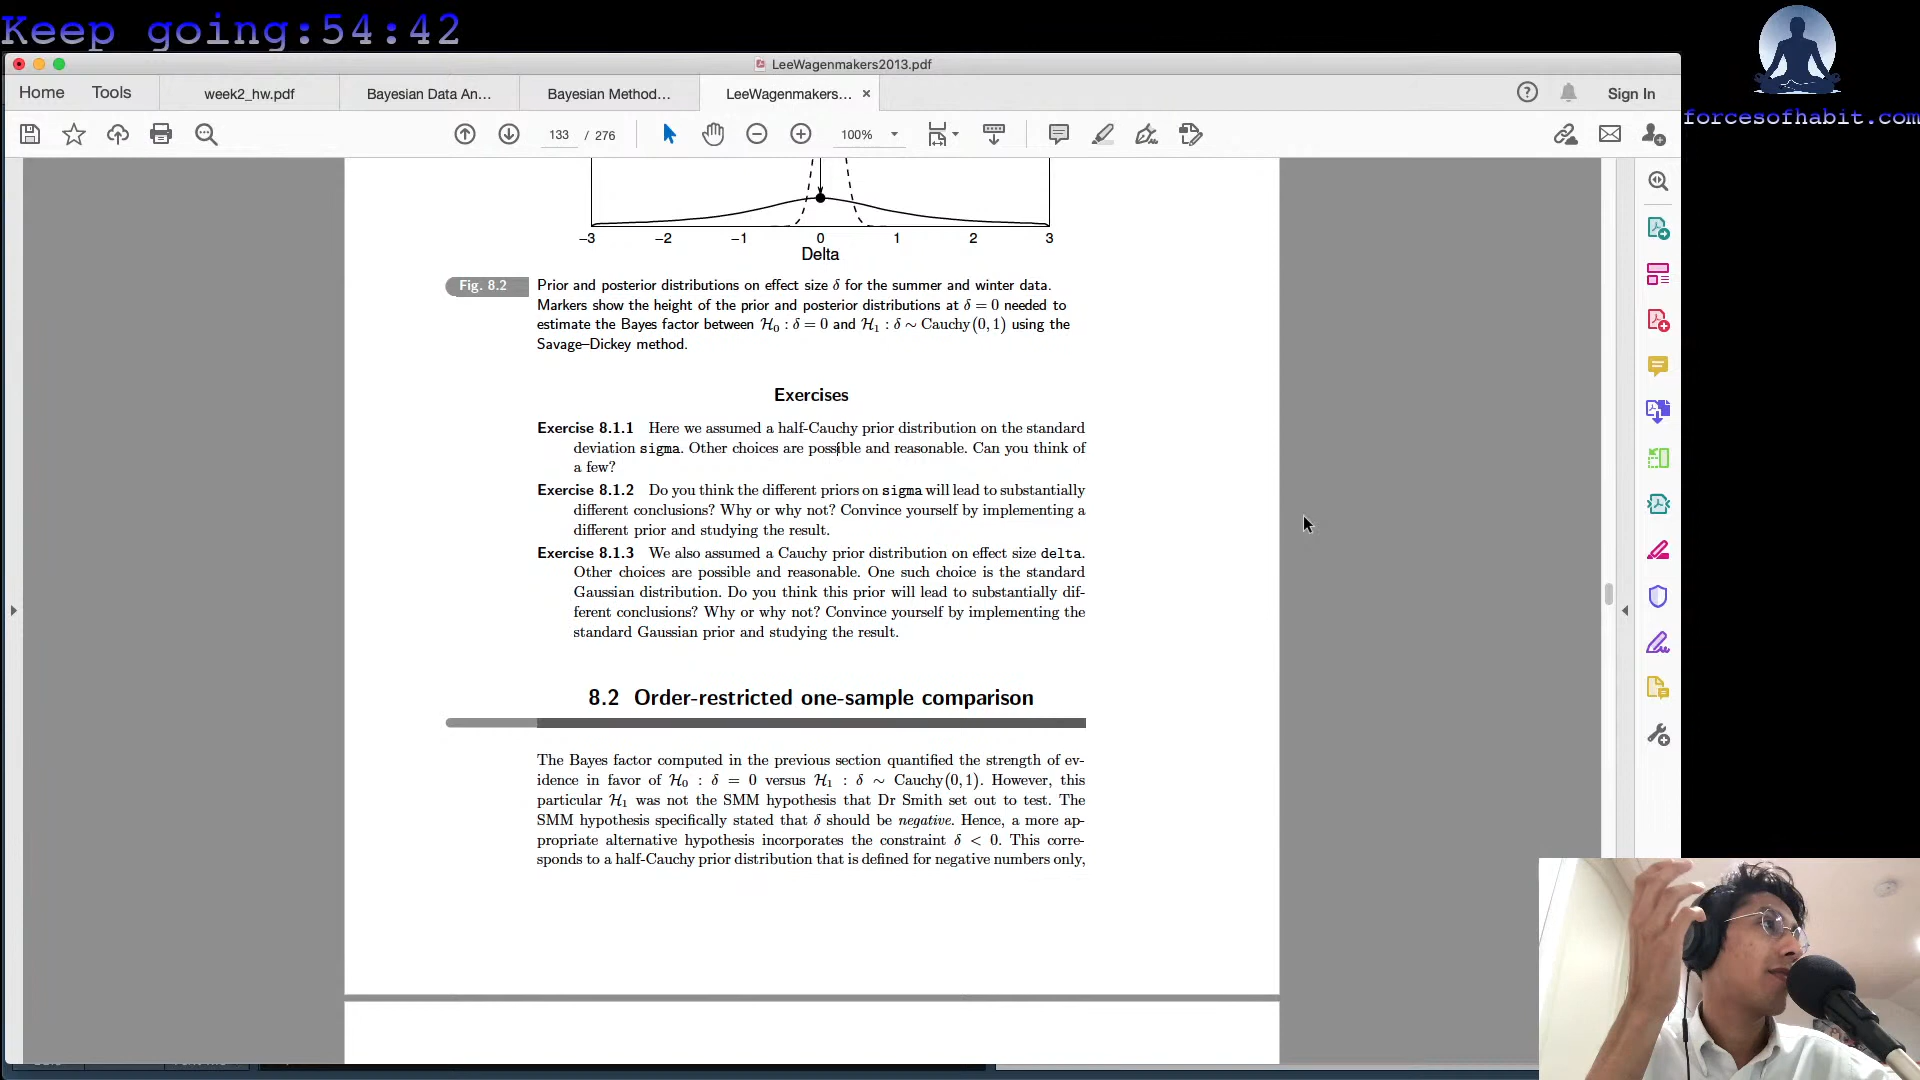 Keep going:54:42
forcesofhabit.com
LeeWagenmakers2013.pdf
Home Tools week2_hw.pdf Bayesian Data An... Bayesian Method... LeeWagenmakers... × Sign In
133 / 276 100%
−3 −2 −1 0 1 2 3
Delta
Fig. 8.2 Prior and posterior distributions on effect size δ for the summer and winter data.
Markers show the height of the prior and posterior distributions at δ = 0 needed to
estimate the Bayes factor between ℋ₀ : δ = 0 and ℋ₁ : δ ∼ Cauchy(0, 1) using the
Savage–Dickey method.
Exercises
Exercise 8.1.1 Here we assumed a half-Cauchy prior distribution on the standard
deviation sigma. Other choices are possible and reasonable. Can you think of
a few?
Exercise 8.1.2 Do you think the different priors on sigma will lead to substantially
different conclusions? Why or why not? Convince yourself by implementing a
different prior and studying the result.
Exercise 8.1.3 We also assumed a Cauchy prior distribution on effect size delta.
Other choices are possible and reasonable. One such choice is the standard
Gaussian distribution. Do you think this prior will lead to substantially dif-
ferent conclusions? Why or why not? Convince yourself by implementing the
standard Gaussian prior and studying the result.
8.2 Order-restricted one-sample comparison
The Bayes factor computed in the previous section quantified the strength of ev-
idence in favor of ℋ₀ : δ = 0 versus ℋ₁ : δ ∼ Cauchy(0, 1). However, this
particular ℋ₁ was not the SMM hypothesis that Dr Smith set out to test. The
SMM hypothesis specifically stated that δ should be negative. Hence, a more ap-
propriate alternative hypothesis incorporates the constraint δ < 0. This corre-
sponds to a half-Cauchy prior distribution that is defined for negative numbers only,